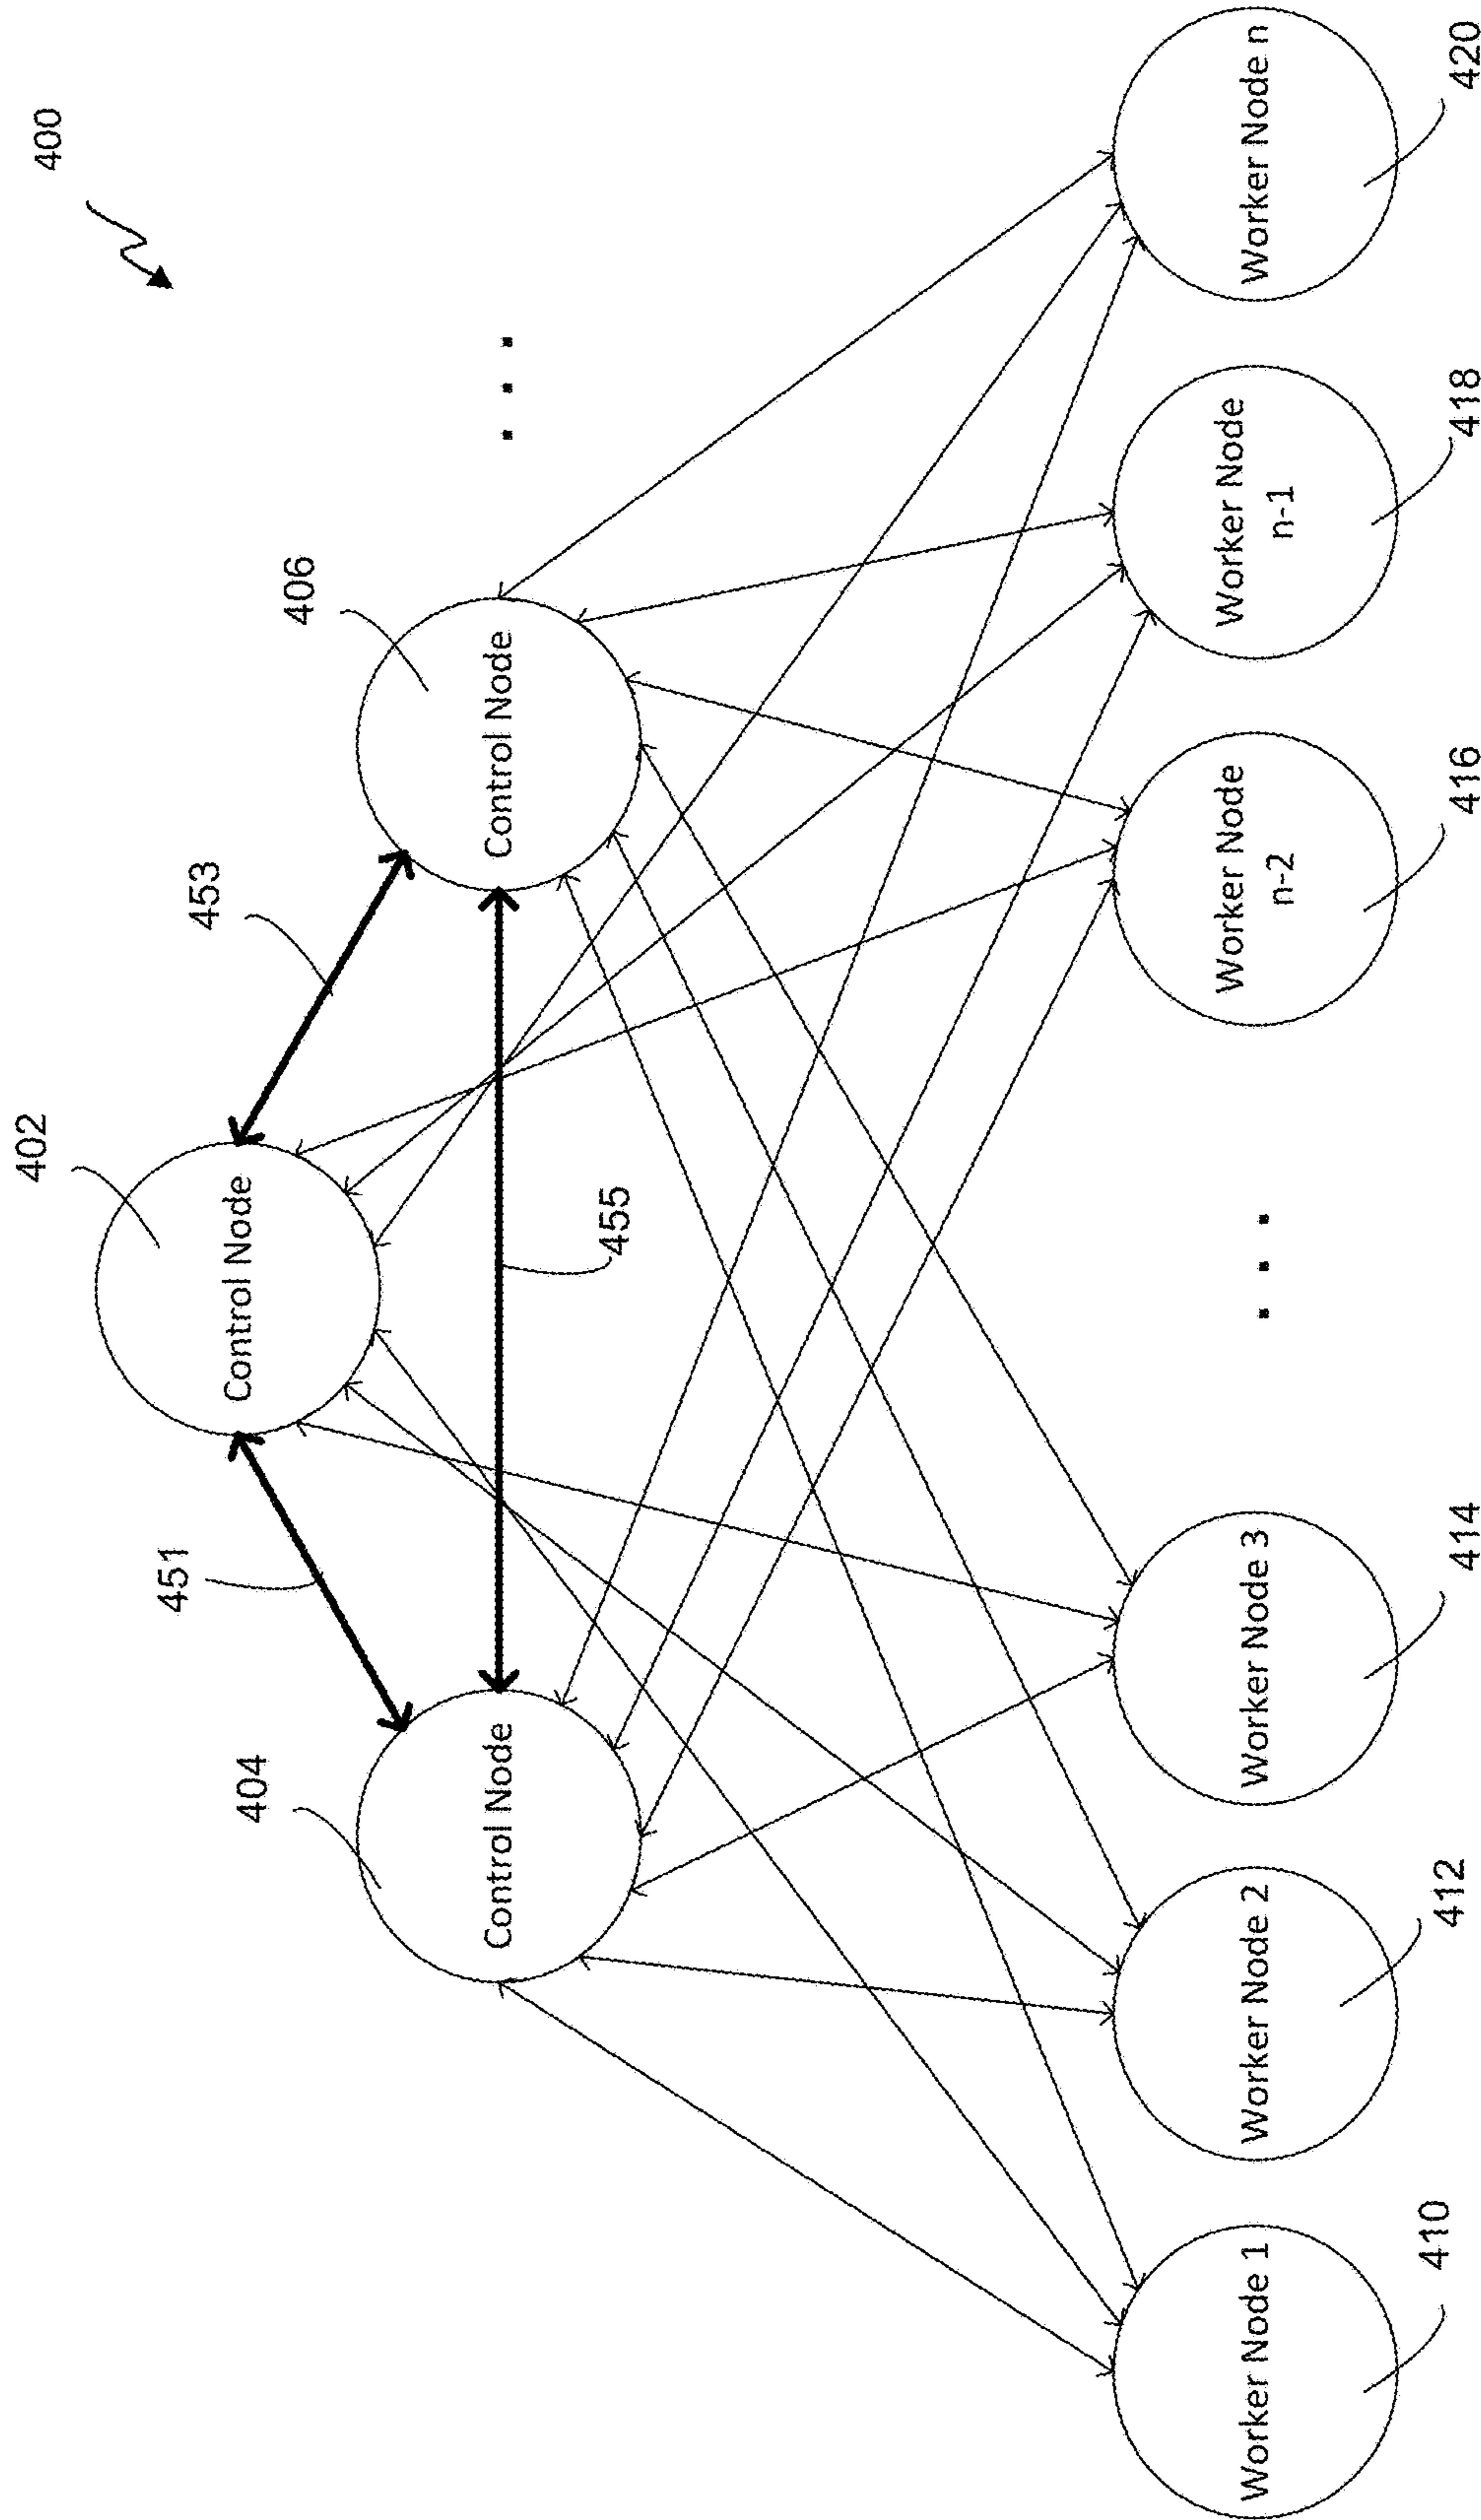 400
402
Control Node
451
453
404
Control Node
406
Control Node
455
. . .
Worker Node 1
Worker Node 2
Worker Node 3
. . .
Worker Node
n-2
Worker Node
n-1
Worker Node n
410
412
414
416
418
420